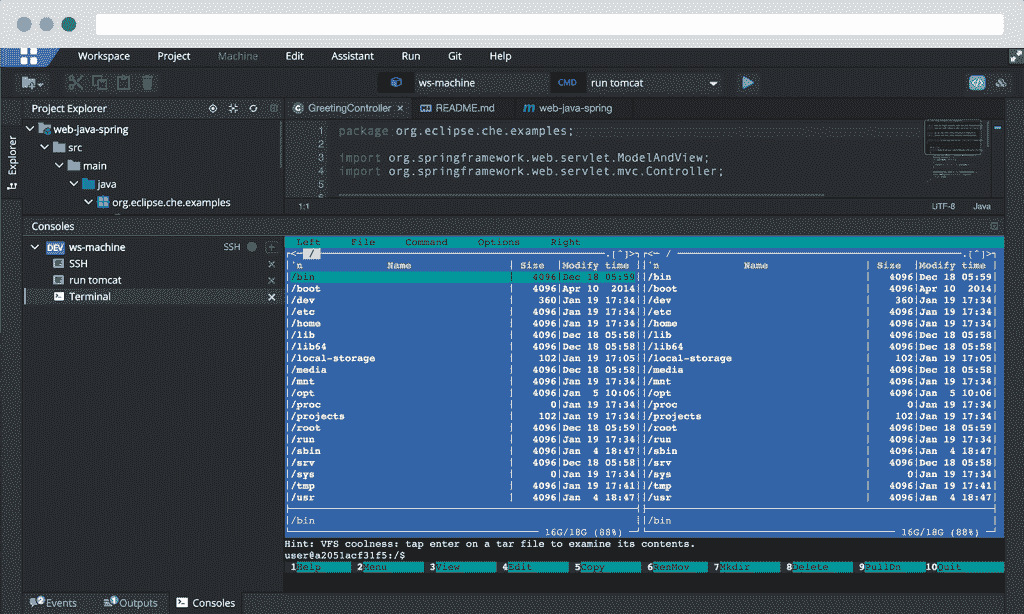 Workspace Project Machine Edit Assistant Run Git Help
ws-machine CMD run tomcat
Project Explorer
GreetingController × README.md m web-java-spring
Explorer
web-java-spring
src
main
java
org.eclipse.che.examples
1 package org.eclipse.che.examples;
2
3 import org.springframework.web.servlet.ModelAndView;
4 import org.springframework.web.servlet.mvc.Controller;
5
6
1:1 UTF-8 Java
Consoles
DEV ws-machine SSH
SSH
run tomcat
Terminal
Left File Command Options Right
<─ / .[^]>┐ <─ / .[^]>┐
'n Name |Size |Modify time 'n Name |Size |Modify time
/bin | 4096|Dec 18 05:59 /bin | 4096|Dec 18 05:59
/boot | 4096|Apr 10 2014 /boot | 4096|Apr 10 2014
/dev | 360|Jan 19 17:34 /dev | 360|Jan 19 17:34
/etc | 4096|Jan 19 17:34 /etc | 4096|Jan 19 17:34
/home | 4096|Jan 19 17:34 /home | 4096|Jan 19 17:34
/lib | 4096|Dec 18 05:58 /lib | 4096|Dec 18 05:58
/lib64 | 4096|Dec 18 05:58 /lib64 | 4096|Dec 18 05:58
/local-storage | 102|Jan 19 17:05 /local-storage | 102|Jan 19 17:05
/media | 4096|Dec 18 05:58 /media | 4096|Dec 18 05:58
/mnt | 4096|Jan 19 17:34 /mnt | 4096|Jan 19 17:34
/opt | 4096|Jan 5 10:06 /opt | 4096|Jan 5 10:06
/proc | 0|Jan 19 17:34 /proc | 0|Jan 19 17:34
/projects | 102|Jan 19 17:34 /projects | 102|Jan 19 17:34
/root | 4096|Dec 18 05:59 /root | 4096|Dec 18 05:59
/run | 4096|Jan 19 17:34 /run | 4096|Jan 19 17:34
/sbin | 4096|Jan 4 18:47 /sbin | 4096|Jan 4 18:47
/srv | 4096|Dec 18 05:58 /srv | 4096|Dec 18 05:58
/sys | 0|Jan 19 17:34 /sys | 0|Jan 19 17:34
/tmp | 4096|Jan 19 17:41 /tmp | 4096|Jan 19 17:41
/usr | 4096|Jan 4 18:47 /usr | 4096|Jan 4 18:47
/bin /bin
16G/18G (88%) 16G/18G (88%)
Hint: VFS coolness: tap enter on a tar file to examine its contents.
user@a2051acf31f5:/$
1Help 2Menu 3View 4Edit 5Copy 6RenMov 7Mkdir 8Delete 9PullDn 10Quit
Events Outputs Consoles